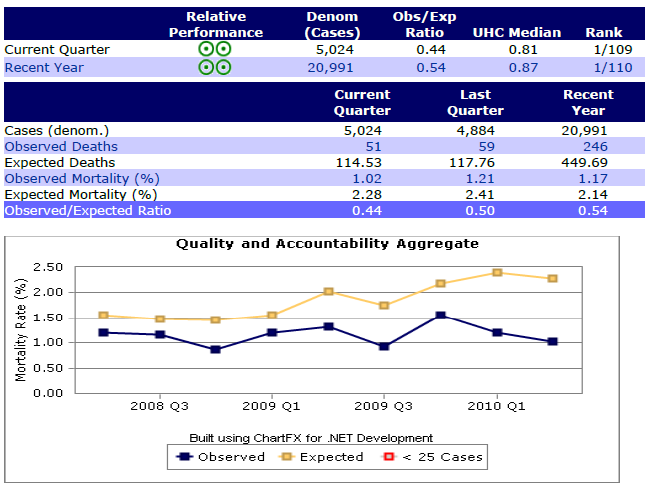 Relative Performance Denom (Cases) Obs/Exp Ratio UHC Median Rank
Current Quarter 5,024 0.44 0.81 1/109
Recent Year 20,991 0.54 0.87 1/110
Current Quarter Last Quarter Recent Year
Cases (denom.) 5,024 4,884 20,991
Observed Deaths 51 59 246
Expected Deaths 114.53 117.76 449.69
Observed Mortality (%) 1.02 1.21 1.17
Expected Mortality (%) 2.28 2.41 2.14
Observed/Expected Ratio 0.44 0.50 0.54
Quality and Accountability Aggregate
Mortality Rate (%)
2.50
2.00
1.50
1.00
0.50
0.00
2008 Q3 2009 Q1 2009 Q3 2010 Q1
Built using ChartFX for .NET Development
Observed Expected < 25 Cases